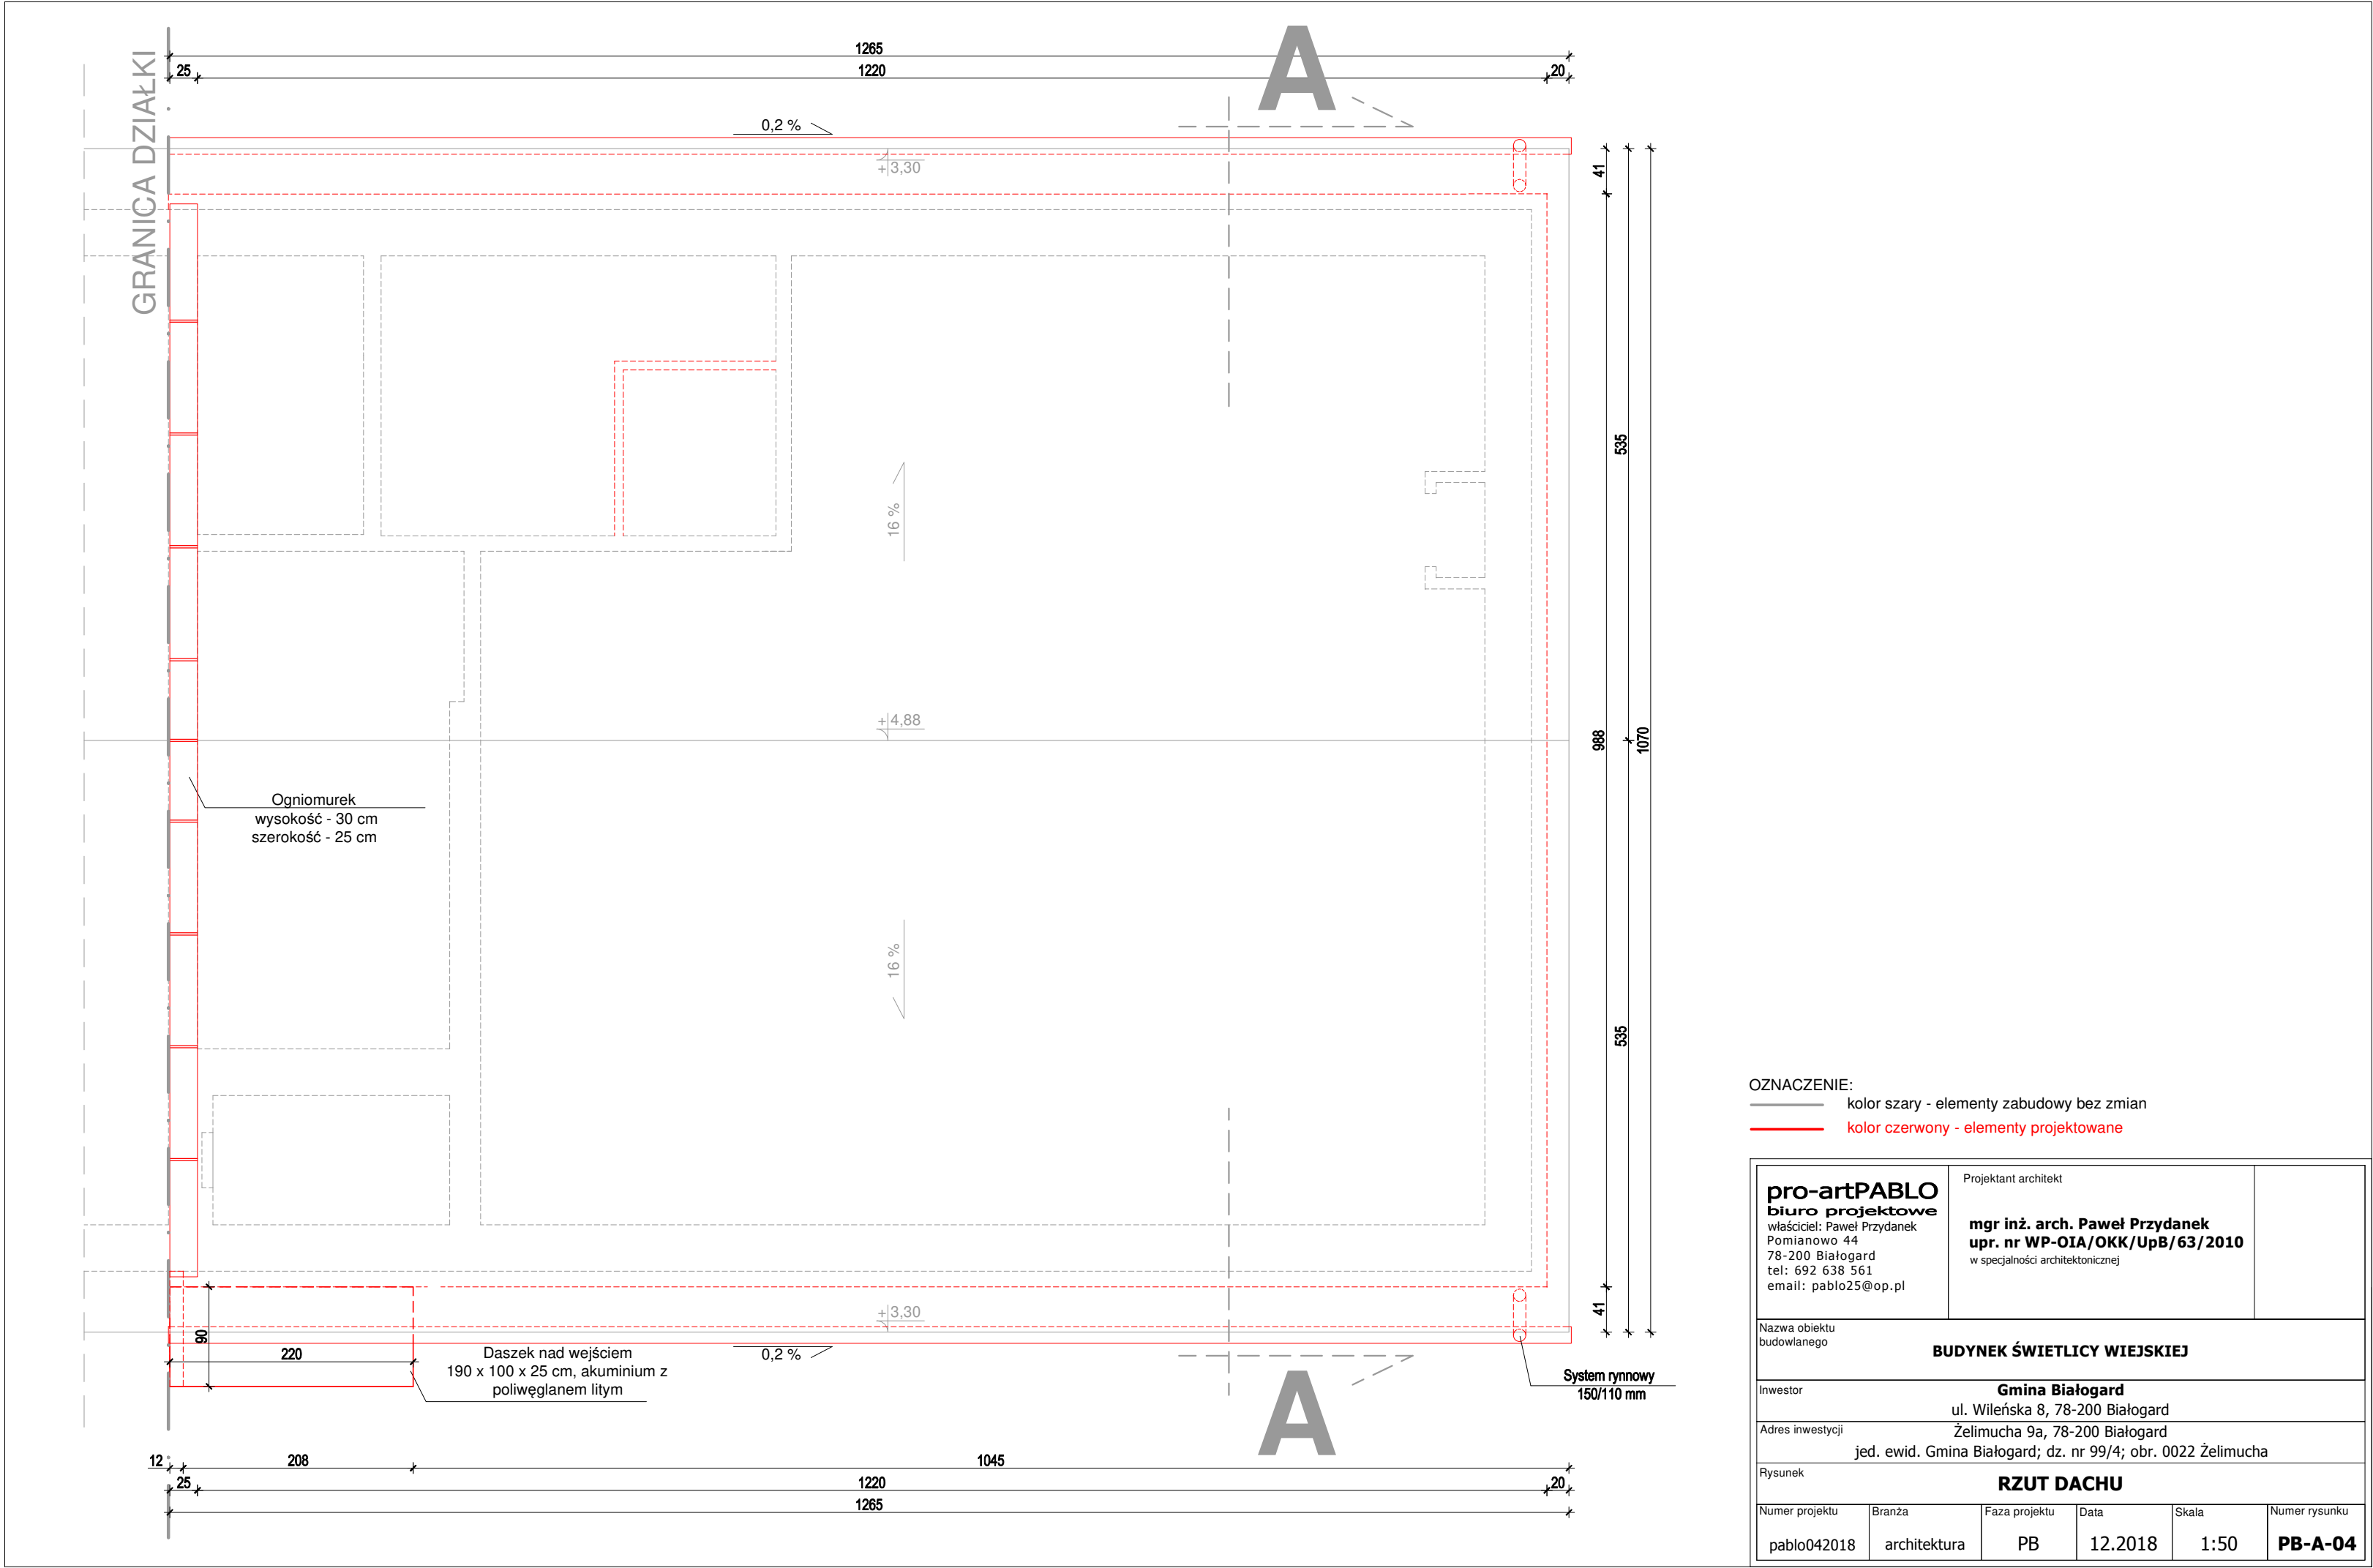 GRANICA DZIAŁKI
1265
25
1220
20
A
0,2 %
+3,30
41
16 %
535
+4,88
988
1070
Ogniomurek
wysokość - 30 cm
szerokość - 25 cm
16 %
535
+3,30
41
90
220
0,2 %
Daszek nad wejściem
190 x 100 x 25 cm, akuminium z
poliwęglanem litym
System rynnowy
150/110 mm
A
12
208
1045
25
1220
20
1265
OZNACZENIE:
kolor szary - elementy zabudowy bez zmian
kolor czerwony - elementy projektowane
pro-artPABLO
biuro projektowe
właściciel: Paweł Przydanek
Pomianowo 44
78-200 Białogard
tel: 692 638 561
email: pablo25@op.pl
Projektant architekt
mgr inż. arch. Paweł Przydanek
upr. nr WP-OIA/OKK/UpB/63/2010
w specjalności architektonicznej
Nazwa obiektu
budowlanego
BUDYNEK ŚWIETLICY WIEJSKIEJ
Inwestor
Gmina Białogard
ul. Wileńska 8, 78-200 Białogard
Adres inwestycji
Żelimucha 9a, 78-200 Białogard
jed. ewid. Gmina Białogard; dz. nr 99/4; obr. 0022 Żelimucha
Rysunek
RZUT DACHU
Numer projektu
pablo042018
Branża
architektura
Faza projektu
PB
Data
12.2018
Skala
1:50
Numer rysunku
PB-A-04